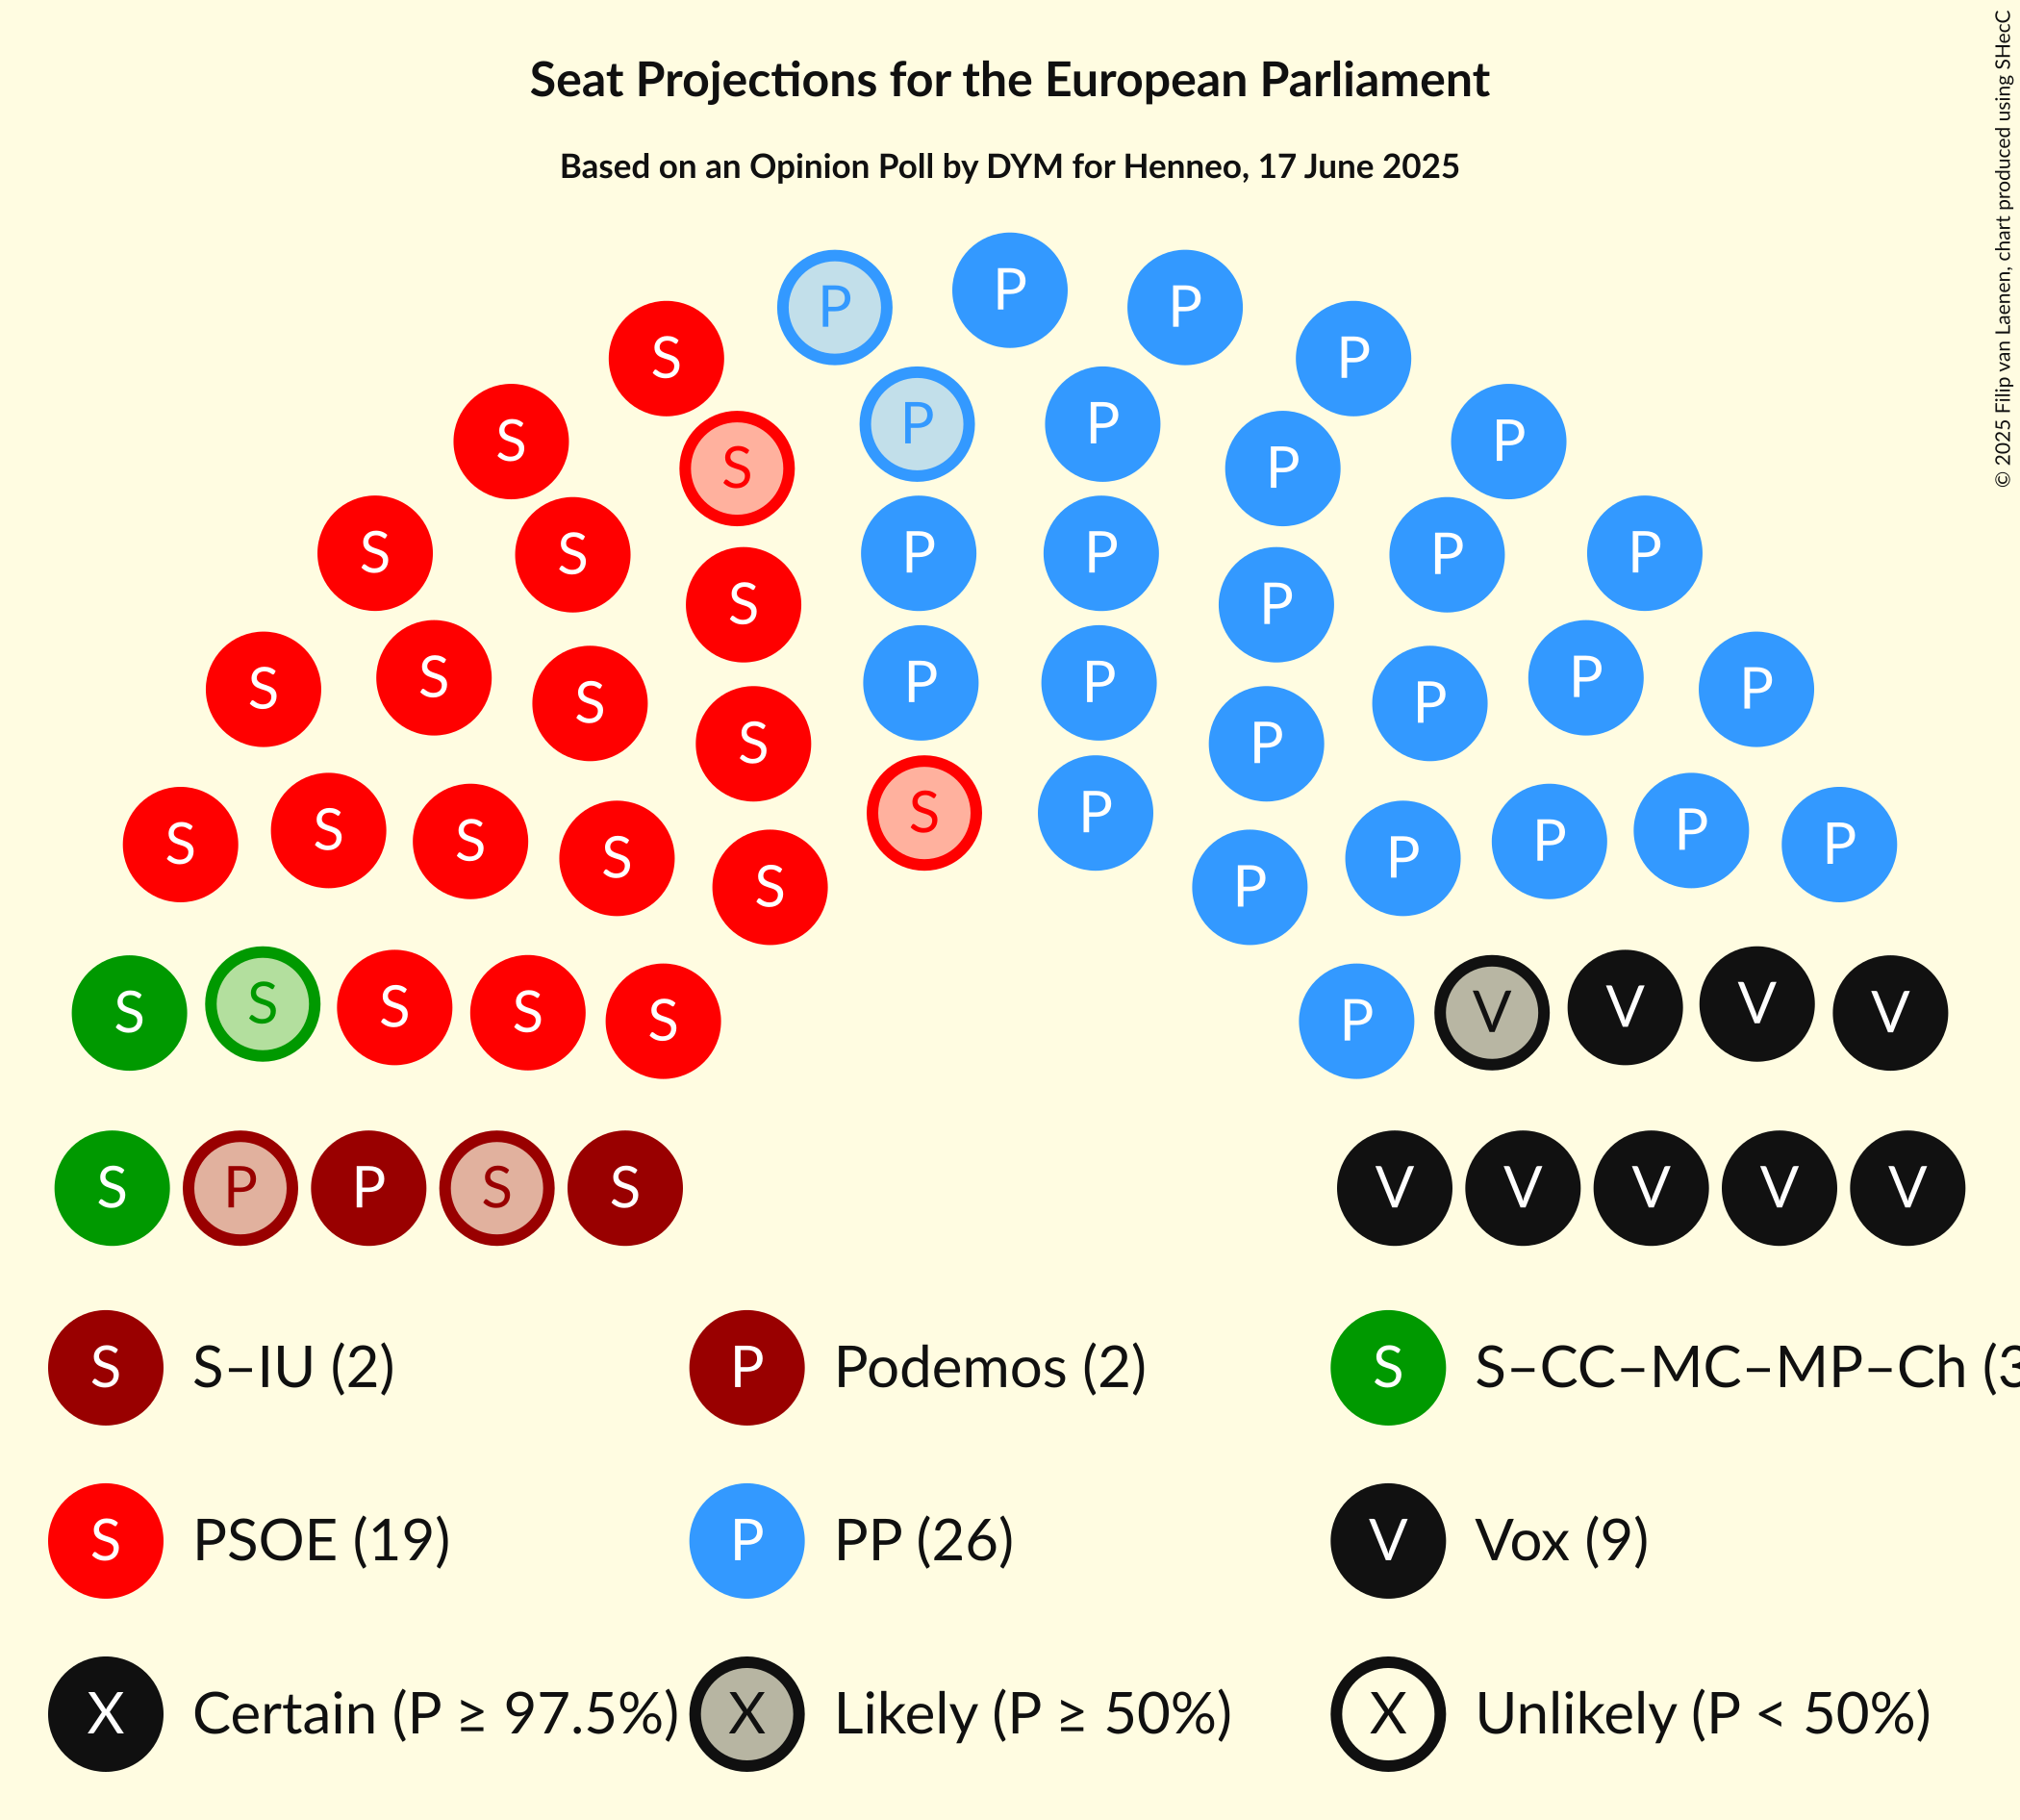 Seat Projections for the European Parliament
Based on an Opinion Poll by DYM for Henneo, 17 June 2025
© 2025 Filip van Laenen, chart produced using SHecC
P
P P
S P
P P
S P
S P P
S P
P P
S S P P
S P
S P
S P
P P
S S P P
S P
S P
S P
S S P P
S S P P
S P
S S V V
S S V V
S P
S P P S S V V V V V
S S–IU (2) P Podemos (2) S S–CC–MC–MP–Ch (3
S PSOE (19) P PP (26) V Vox (9)
X Certain (P ≥ 97.5%) X Likely (P ≥ 50%) X Unlikely (P < 50%)